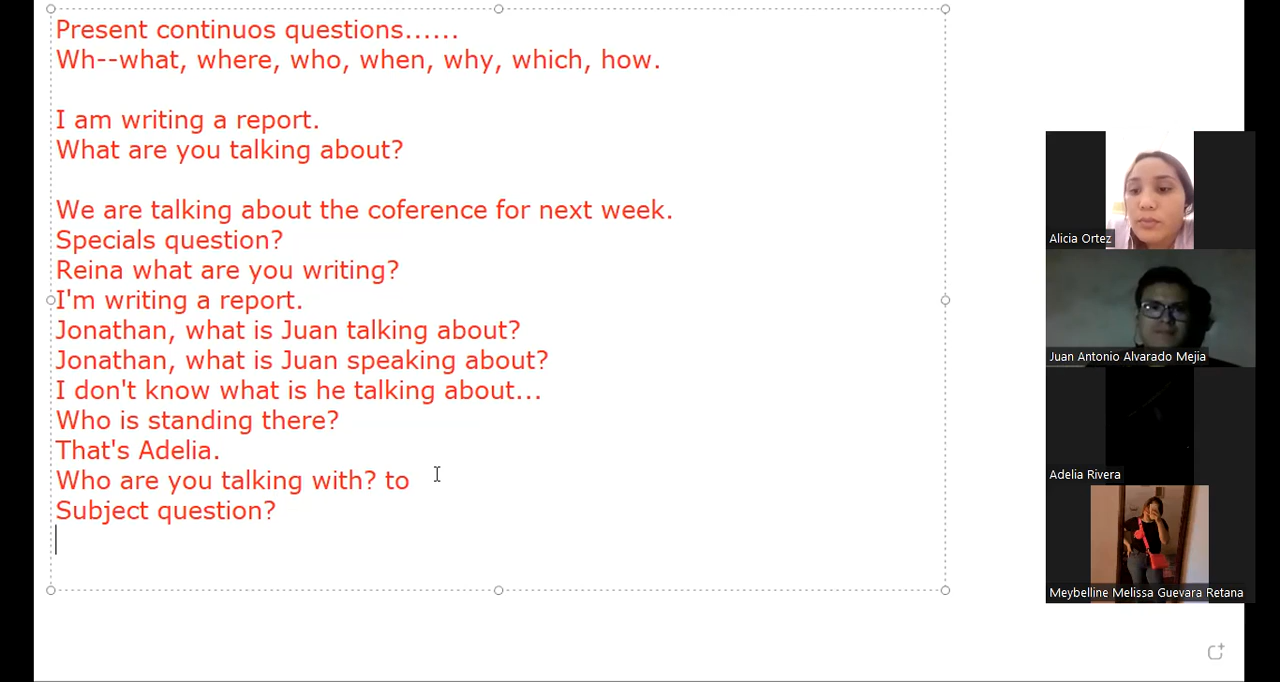 Present continuos questions......
Wh--what, where, who, when, why, which, how.
I am writing a report.
What are you talking about?
We are talking about the coference for next week.
Specials question?
Reina what are you writing?
I'm writing a report.
Jonathan, what is Juan talking about?
Jonathan, what is Juan speaking about?
I don't know what is he talking about...
Who is standing there?
That's Adelia.
Who are you talking with? to
Subject question?
Alicia Ortez
Juan Antonio Alvarado Mejia
Adelia Rivera
Meybelline Melissa Guevara Retana